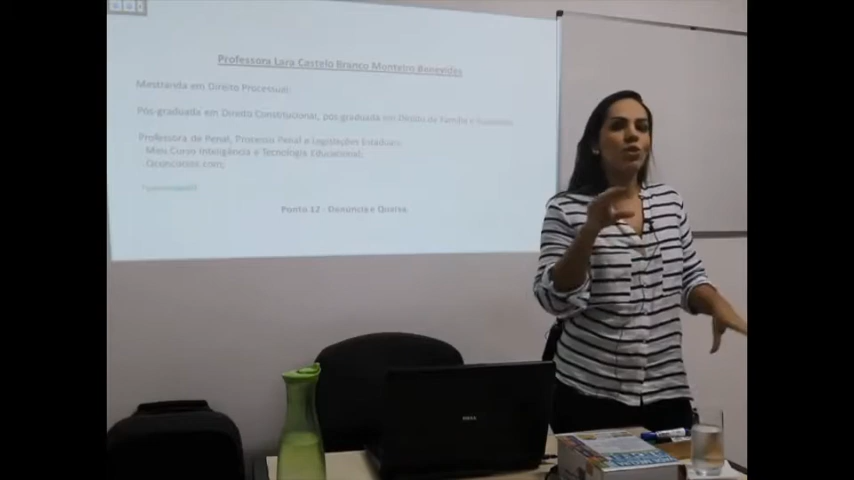 Professora Lara Castelo Branco Monteiro Benevides
Mestranda em Direito Processual;
Pós-graduada em Direito Constitucional, pós-graduada em Direito de Família e Sucessões
Professora de Penal, Processo Penal e Legislações Estaduais:
Meu Curso Inteligência e Tecnologia Educacional;
Ponto 12 - Denúncia e Queixa